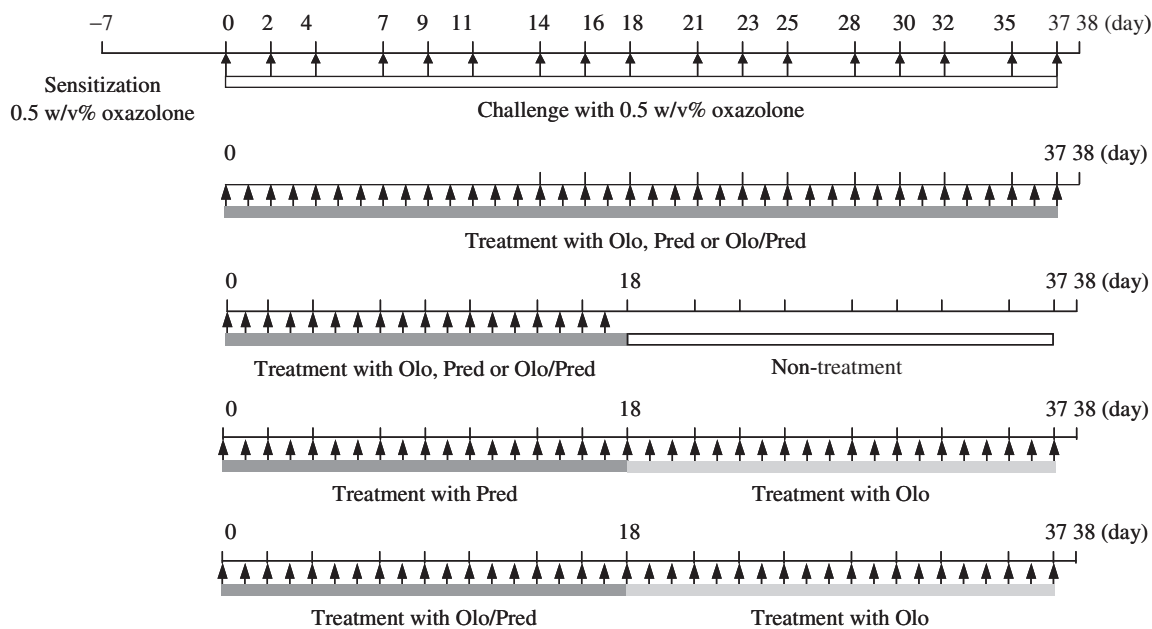 −7 0 2 4 7 9 11 14 16 18 21 23 25 28 30 32 35 37 38 (day)
Sensitization
0.5 w/v% oxazolone
Challenge with 0.5 w/v% oxazolone
0 37 38 (day)
Treatment with Olo, Pred or Olo/Pred
0 18 37 38 (day)
Treatment with Olo, Pred or Olo/Pred Non-treatment
0 18 37 38 (day)
Treatment with Pred Treatment with Olo
0 18 37 38 (day)
Treatment with Olo/Pred Treatment with Olo